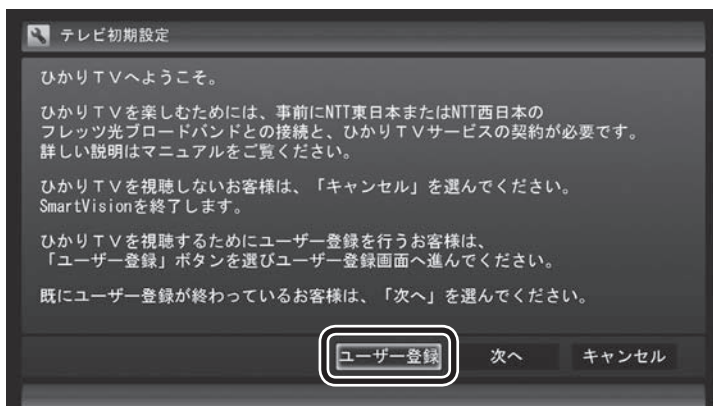 テレビ初期設定
ひかりＴＶへようこそ。
ひかりＴＶを楽しむためには、事前にNTT東日本またはNTT西日本の
フレッツ光ブロードバンドとの接続と、ひかりＴＶサービスの契約が必要です。
詳しい説明はマニュアルをご覧ください。
ひかりＴＶを視聴しないお客様は、「キャンセル」を選んでください。
SmartVisionを終了します。
ひかりＴＶを視聴するためにユーザー登録を行うお客様は、
「ユーザー登録」ボタンを選びユーザー登録画面へ進んでください。
既にユーザー登録が終わっているお客様は、「次へ」を選んでください。
ユーザー登録 次へ キャンセル